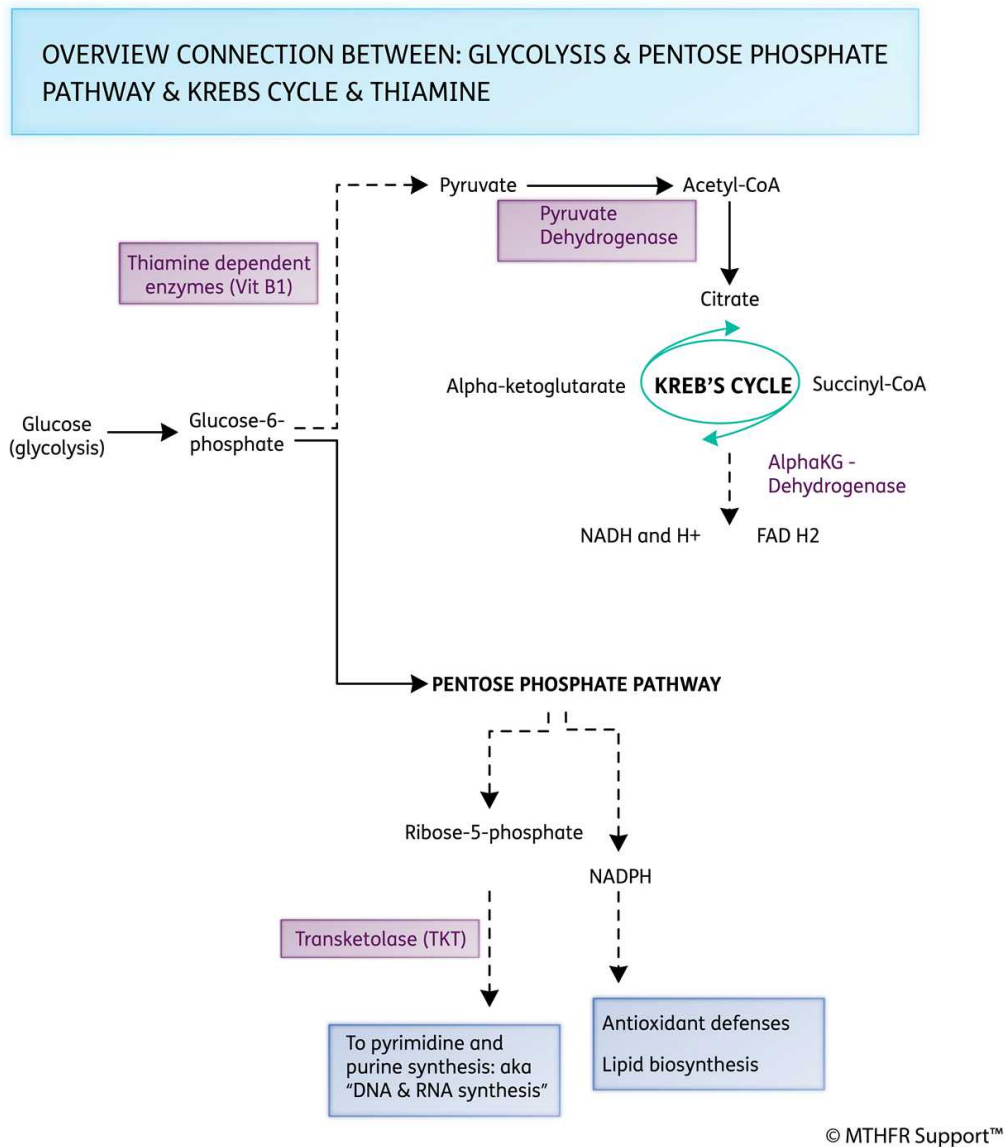 OVERVIEW CONNECTION BETWEEN: GLYCOLYSIS & PENTOSE PHOSPHATE
PATHWAY & KREBS CYCLE & THIAMINE
Pyruvate
Acetyl-CoA
Pyruvate
Dehydrogenase
Thiamine dependent
enzymes (Vit B1)
Citrate
Alpha-ketoglutarate
KREB'S CYCLE
Succinyl-CoA
Glucose
(glycolysis)
Glucose-6-
phosphate
AlphaKG -
Dehydrogenase
NADH and H+
FAD H2
PENTOSE PHOSPHATE PATHWAY
Ribose-5-phosphate
NADPH
Transketolase (TKT)
To pyrimidine and
purine synthesis: aka
“DNA & RNA synthesis”
Antioxidant defenses
Lipid biosynthesis
© MTHFR Support™